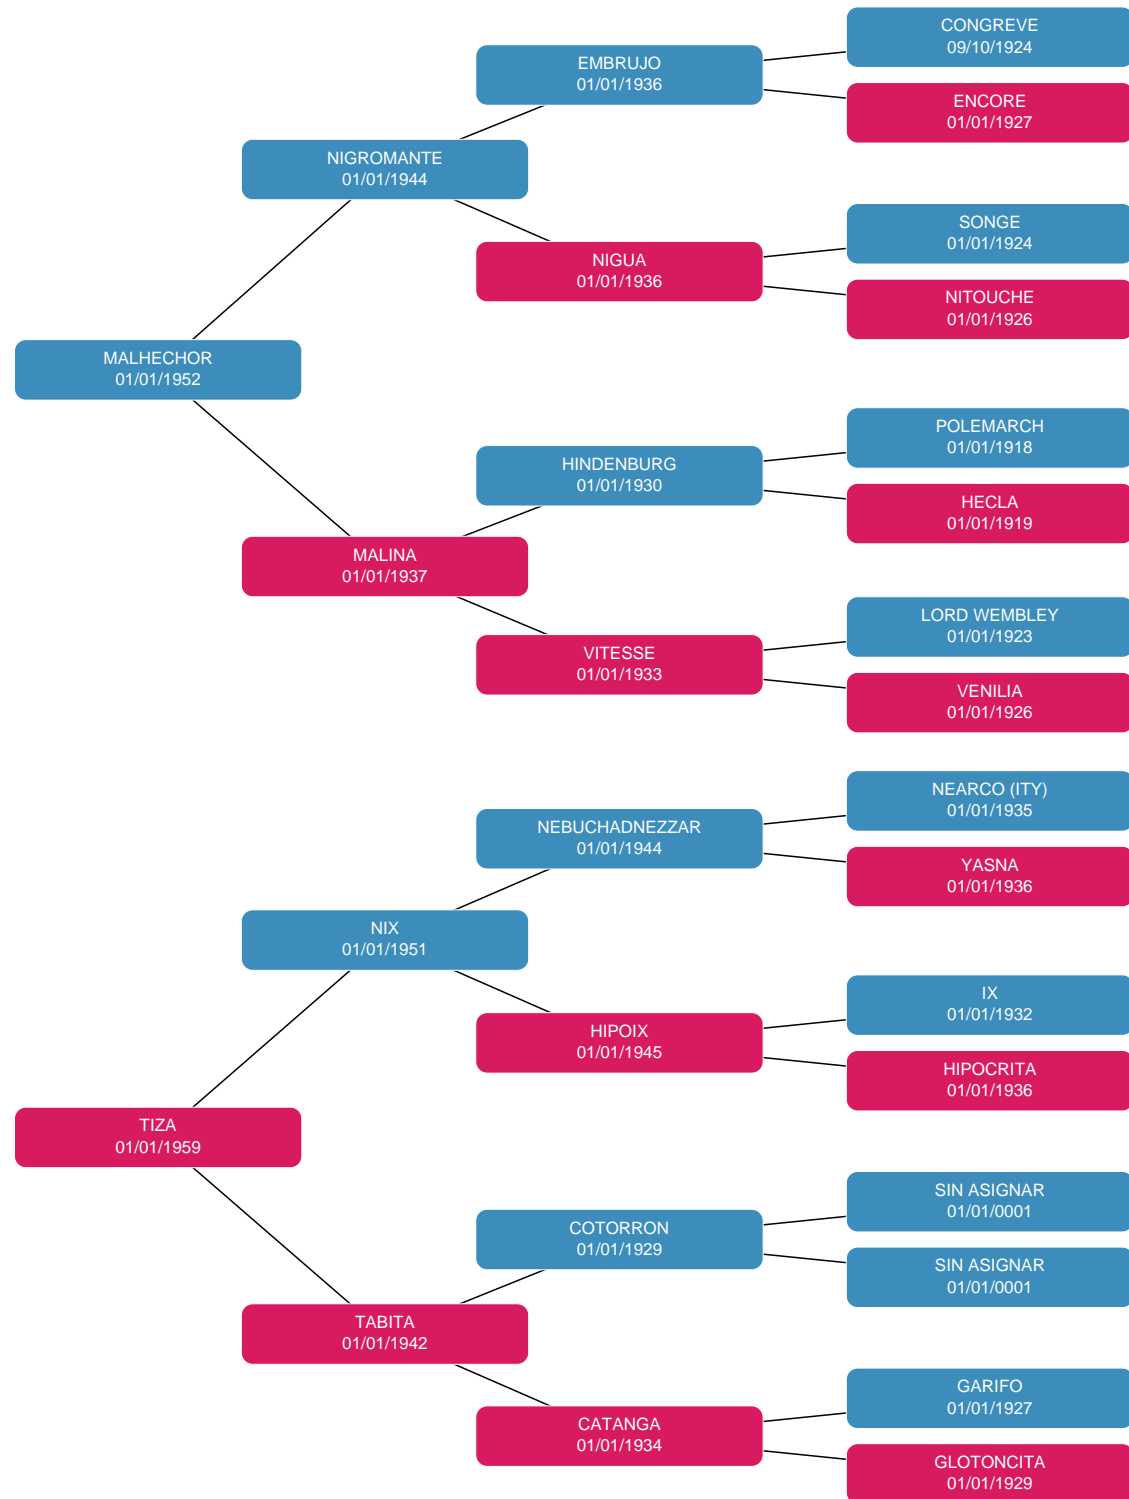 CONGREVE
09/10/1924
EMBRUJO
01/01/1936
ENCORE
01/01/1927
NIGROMANTE
01/01/1944
SONGE
01/01/1924
NIGUA
01/01/1936
NITOUCHE
01/01/1926
MALHECHOR
01/01/1952
POLEMARCH
01/01/1918
HINDENBURG
01/01/1930
HECLA
01/01/1919
MALINA
01/01/1937
LORD WEMBLEY
01/01/1923
VITESSE
01/01/1933
VENILIA
01/01/1926
NEARCO (ITY)
01/01/1935
NEBUCHADNEZZAR
01/01/1944
YASNA
01/01/1936
NIX
01/01/1951
IX
01/01/1932
HIPOIX
01/01/1945
HIPOCRITA
01/01/1936
TIZA
01/01/1959
SIN ASIGNAR
01/01/0001
COTORRON
01/01/1929
SIN ASIGNAR
01/01/0001
TABITA
01/01/1942
GARIFO
01/01/1927
CATANGA
01/01/1934
GLOTONCITA
01/01/1929